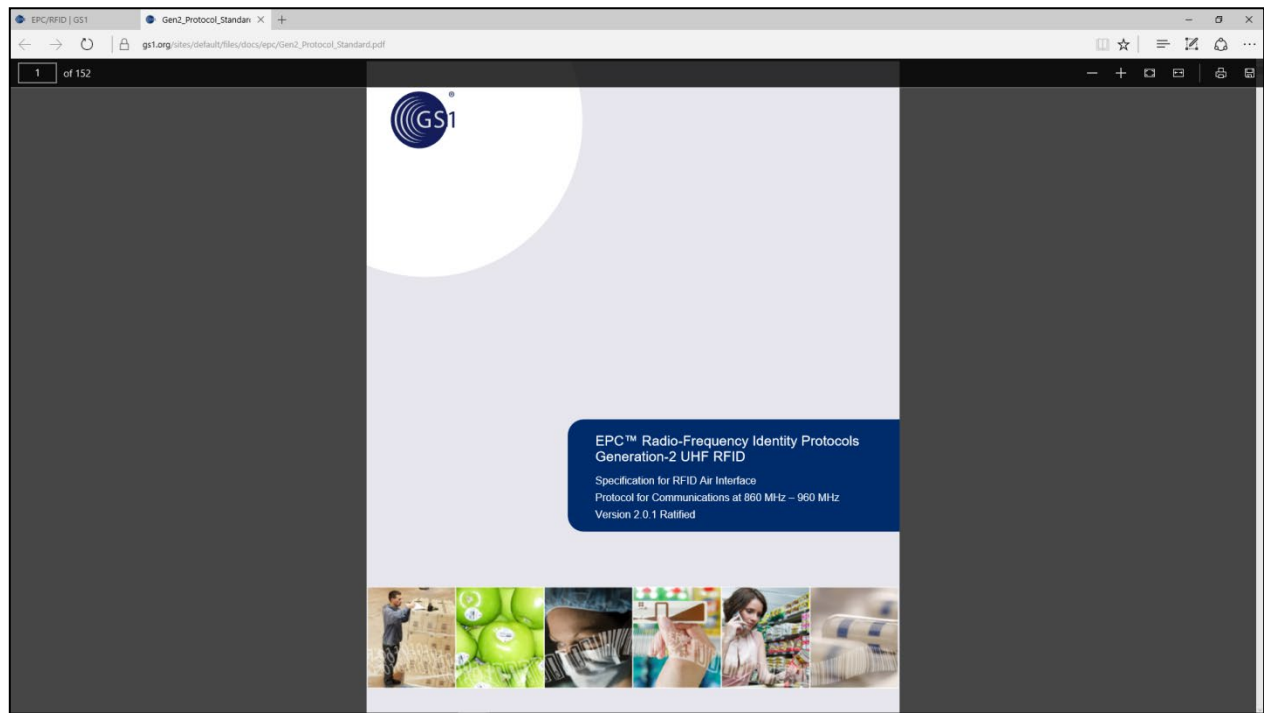 EPC/RFID | GS1
Gen2_Protocol_Standan
gs1.org/sites/default/files/docs/epc/Gen2_Protocol_Standard.pdf
1 of 152
GS1
®
EPC™ Radio-Frequency Identity Protocols
Generation-2 UHF RFID
Specification for RFID Air Interface
Protocol for Communications at 860 MHz – 960 MHz
Version 2.0.1 Ratified